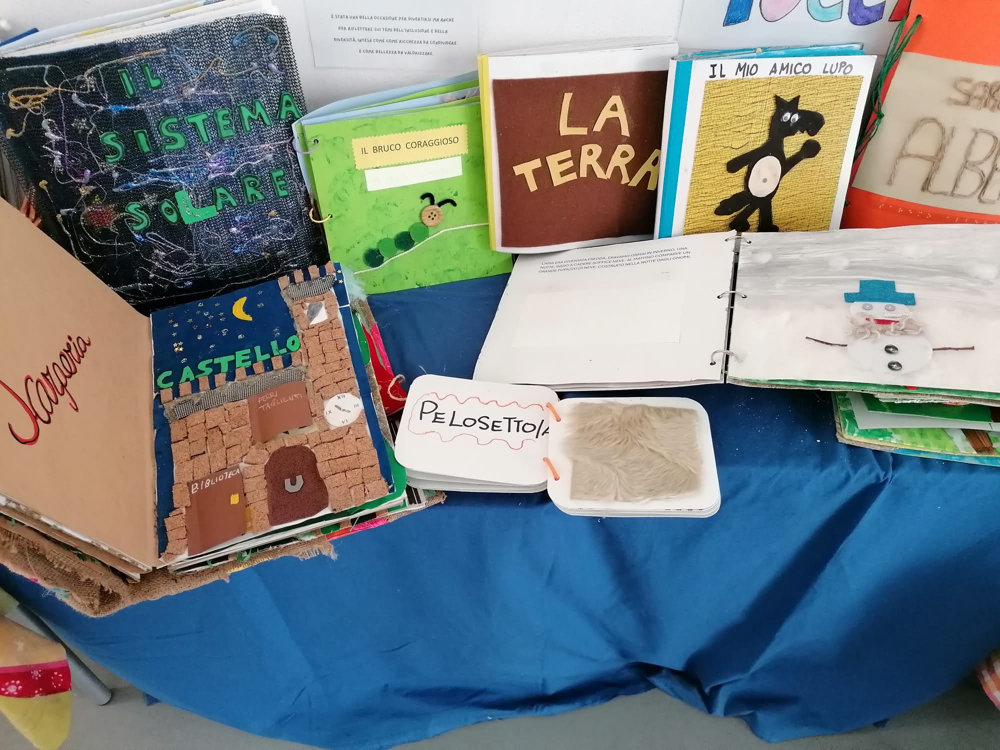 È STATA UNA BELLA OCCASIONE PER DIVERTIRSI MA ANCHE
PER RIFLETTERE SUI TEMI DELL'INCLUSIONE E DELLA
DIVERSITÀ, INTESA COME COME RICCHEZZA DA CONDIVIDERE
E COME BELLEZZA DA VALORIZZARE.
IL
SISTEMA
SOLARE
IL BRUCO CORAGGIOSO
LA
TERRA
IL MIO AMICO LUPO
L'ARIA ERA DIVENTATA FREDDA, ERAVAMO ORMAI IN INVERNO. UNA
NOTTE, INIZIÒ A CADERE SOFFICE NEVE. AL MATTINO COMPARVE UN
GRANDE PUPAZZO DI NEVE, COSTRUITO NELLA NOTTE DAGLI GNOMI.
CASTELLO
FERRI
TAGLIENTI
XII
III
VI
IX
BIBLIOTECA
PELOSETTO/A